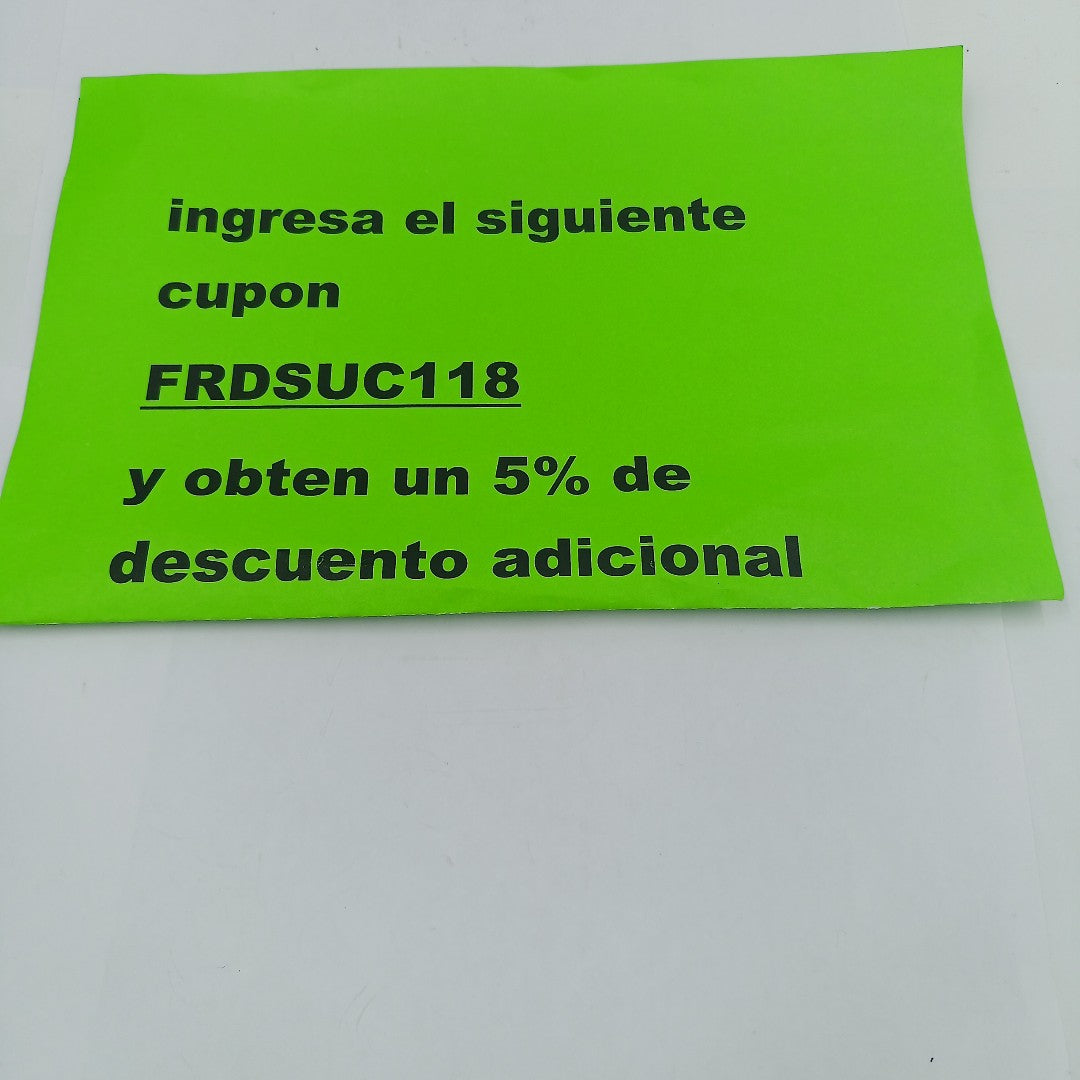 ingresa el siguiente
cupon
FRDSUC118
y obten un 5% de
descuento adicional